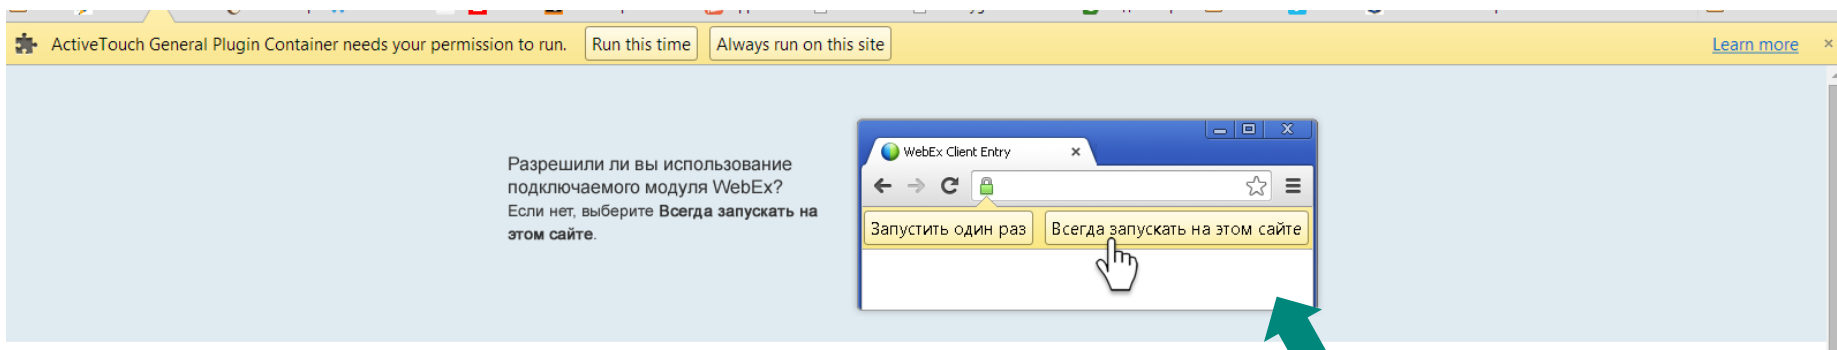 ActiveTouch General Plugin Container needs your permission to run. Run this time Always run on this site Learn more
Разрешили ли вы использование
подключаемого модуля WebEx?
Если нет, выберите Всегда запускать на
этом сайте.
WebEx Client Entry
Запустить один раз Всегда запускать на этом сайте